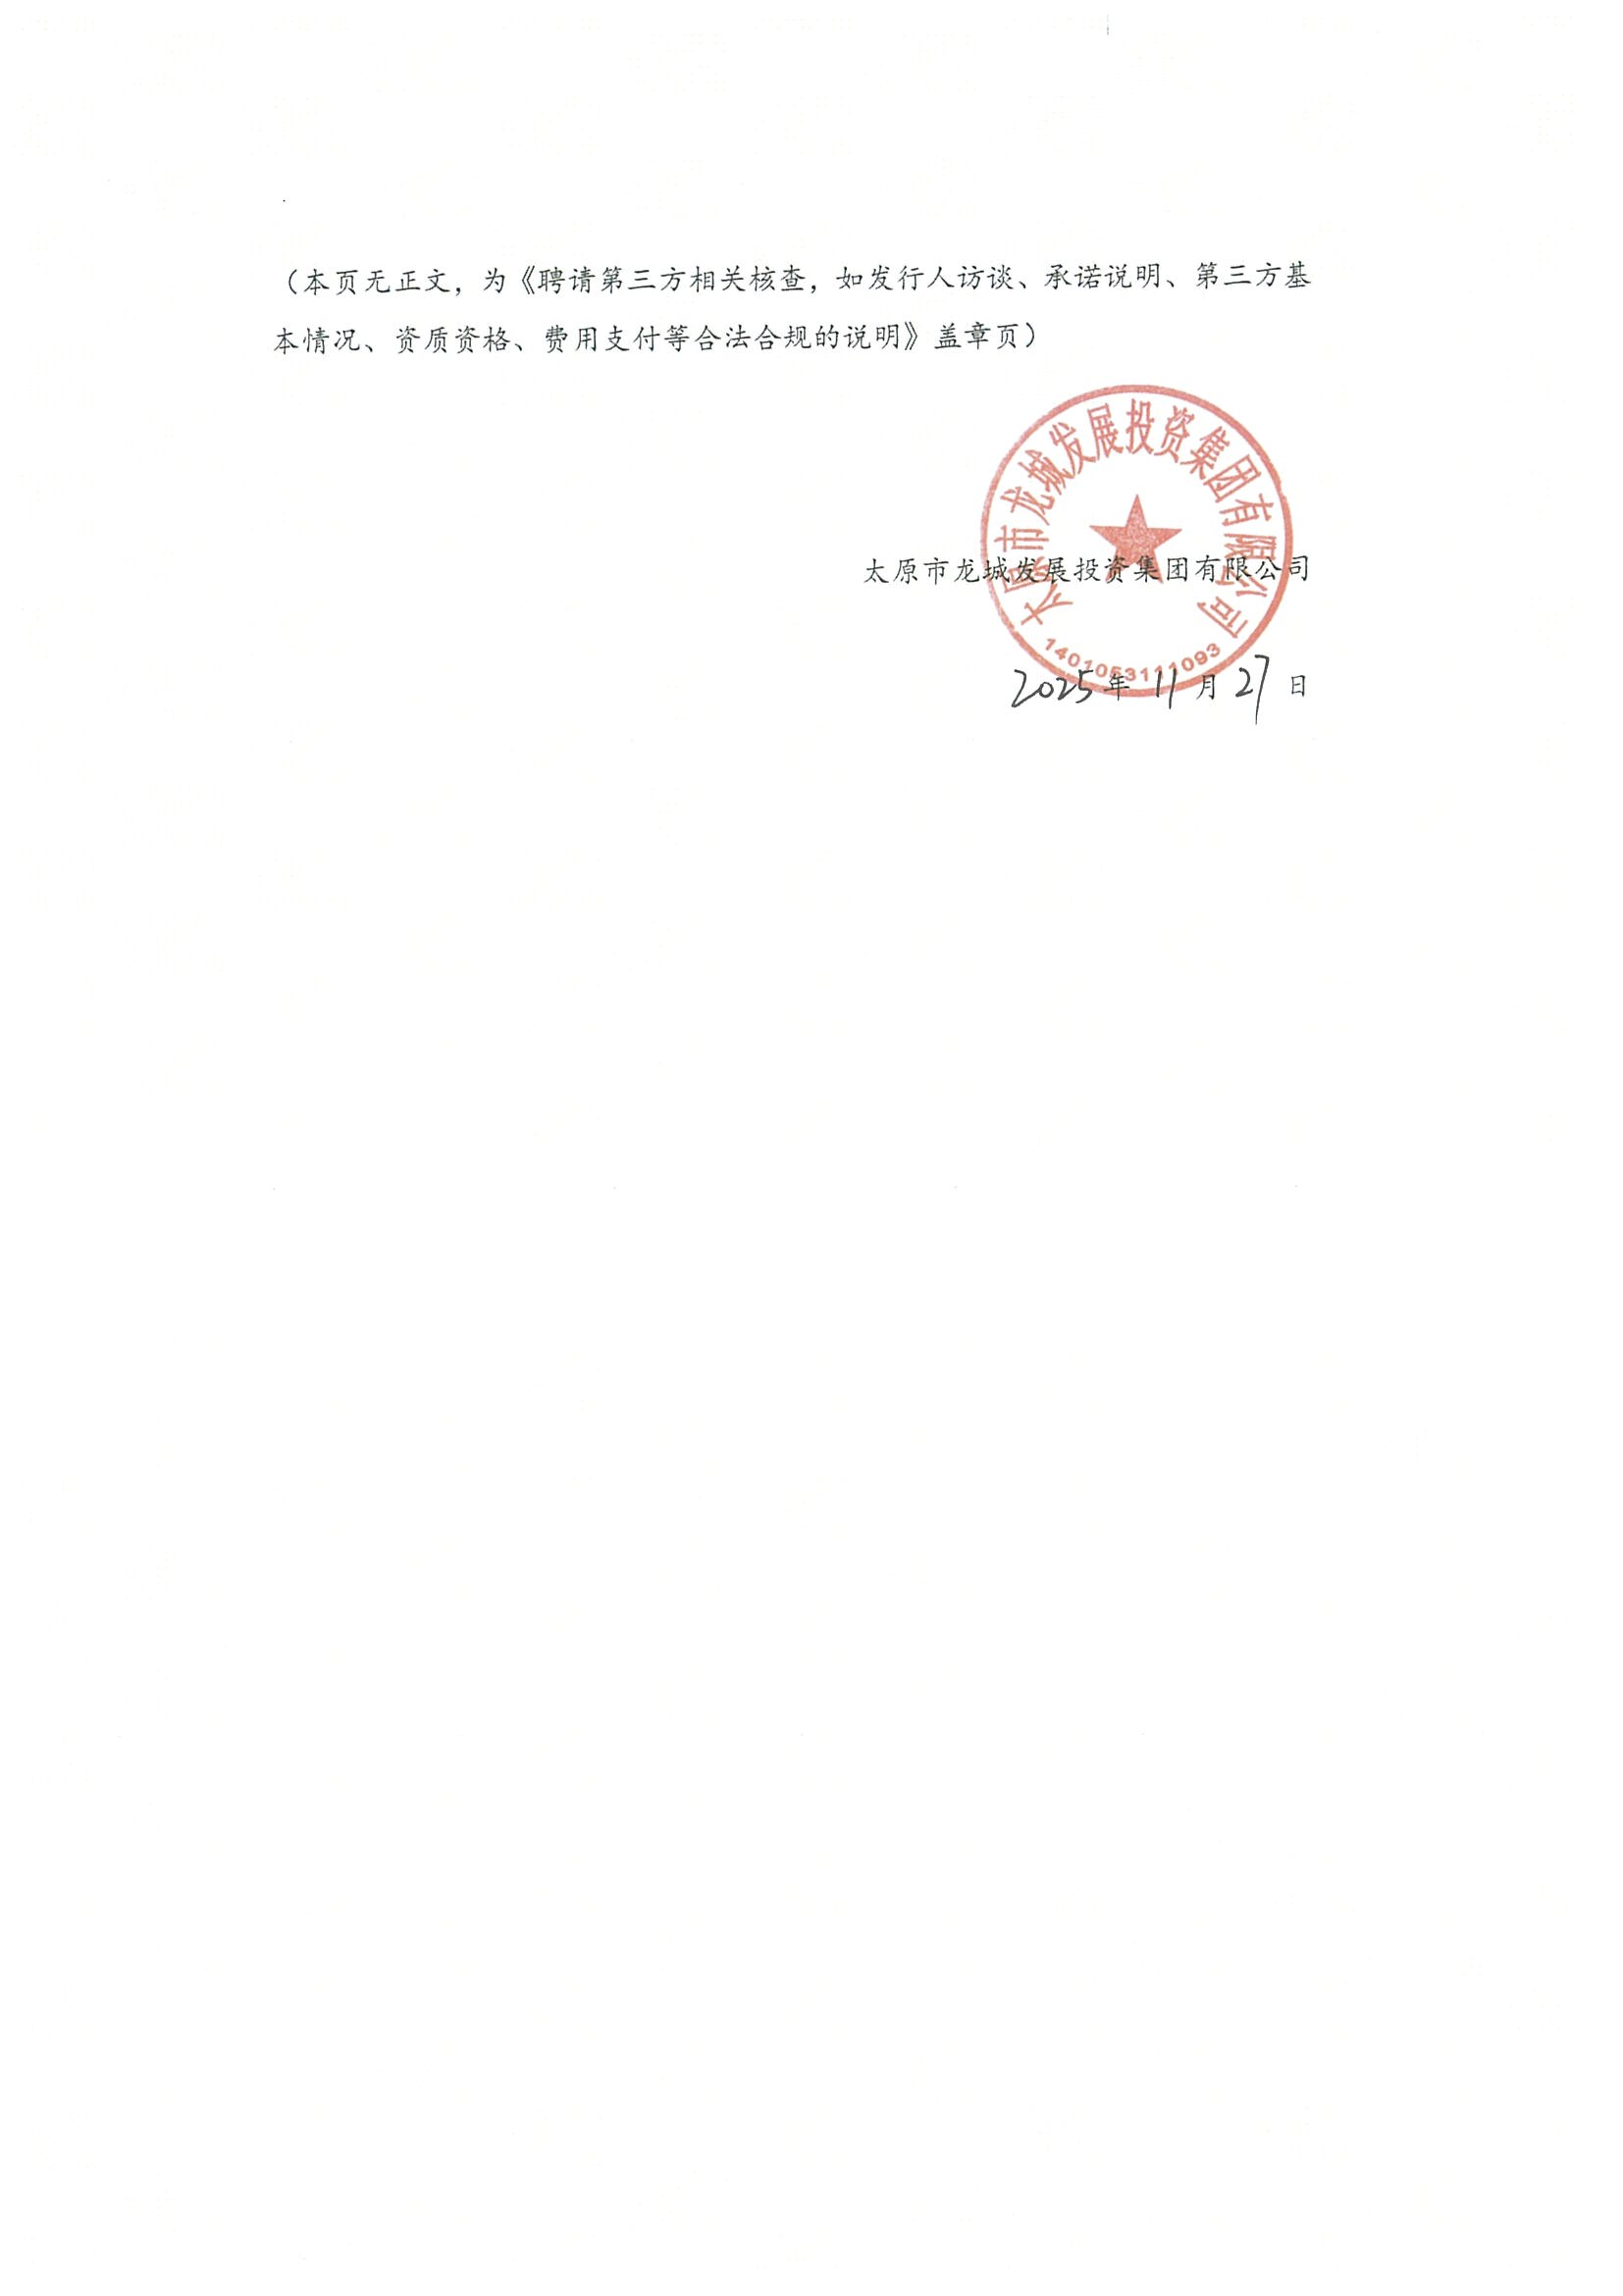 （本页无正文，为《聘请第三方相关核查，如发行人访谈、承诺说明、第三方基
本情况、资质资格、费用支付等合法合规的说明》盖章页）
太原市龙城发展投资集团有限公司
太原市龙城发展投资集团有限公司
1401053111093
2025年11月27日